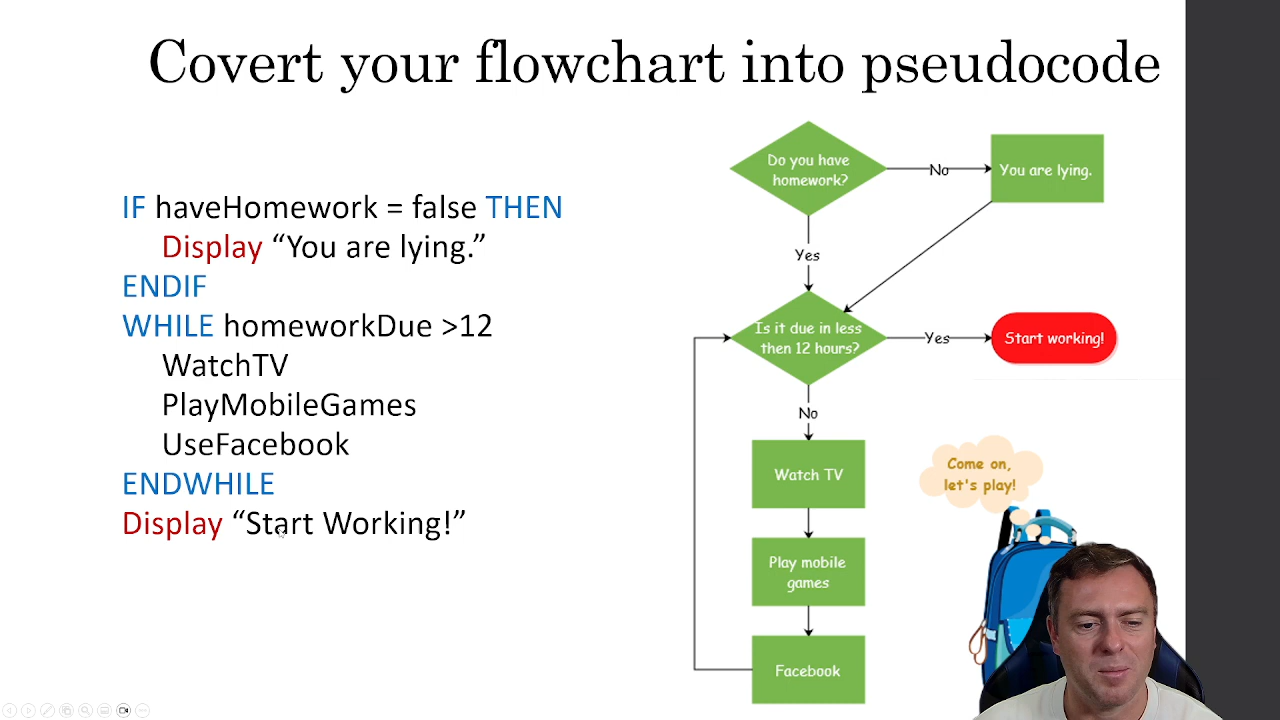 Covert your flowchart into pseudocode
IF haveHomework = false THEN
Display “You are lying.”
ENDIF
WHILE homeworkDue >12
WatchTV
PlayMobileGames
UseFacebook
ENDWHILE
Display “Start Working!”
Do you have
homework?
No
You are lying.
Yes
Is it due in less
then 12 hours?
Yes
Start working!
No
Watch TV
Play mobile
games
Facebook
Come on,
let's play!